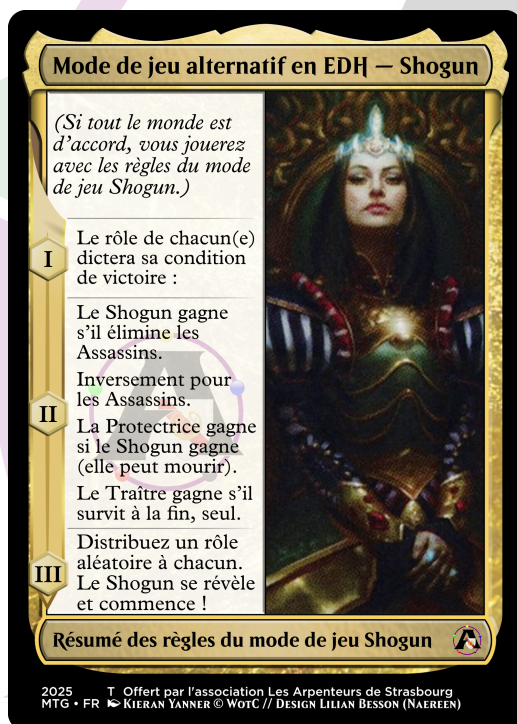 Mode de jeu alternatif en EDH — Shogun
(Si tout le monde est
d'accord, vous jouerez
avec les règles du mode
de jeu Shogun.)
I
Le rôle de chacun(e)
dictera sa condition
de victoire :
II
Le Shogun gagne
s'il élimine les
Assassins.
Inversement pour
les Assassins.
La Protectrice gagne
si le Shogun gagne
(elle peut mourir).
Le Traître gagne s'il
survit à la fin, seul.
III
Distribuez un rôle
aléatoire à chacun.
Le Shogun se révèle
et commence !
Résumé des règles du mode de jeu Shogun
2025 T Offert par l'association Les Arpenteurs de Strasbourg
MTG • FR Kieran Yanner © WotC // Design Lilian Besson (Naereen)